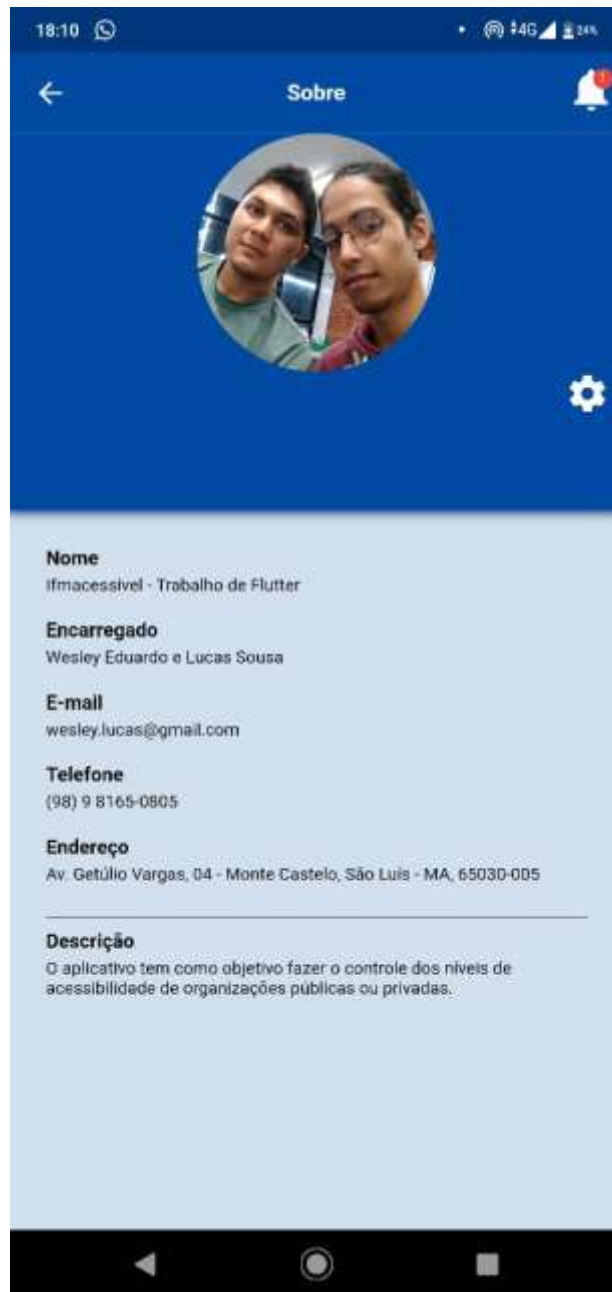 18:10
4G 24%
Sobre
1
Nome
Ifmacessivel - Trabalho de Flutter
Encarregado
Wesley Eduardo e Lucas Sousa
E-mail
wesley.lucas@gmail.com
Telefone
(98) 9 8165-0805
Endereço
Av. Getúlio Vargas, 04 - Monte Castelo, São Luís - MA, 65030-005
Descrição
O aplicativo tem como objetivo fazer o controle dos níveis de
acessibilidade de organizações públicas ou privadas.